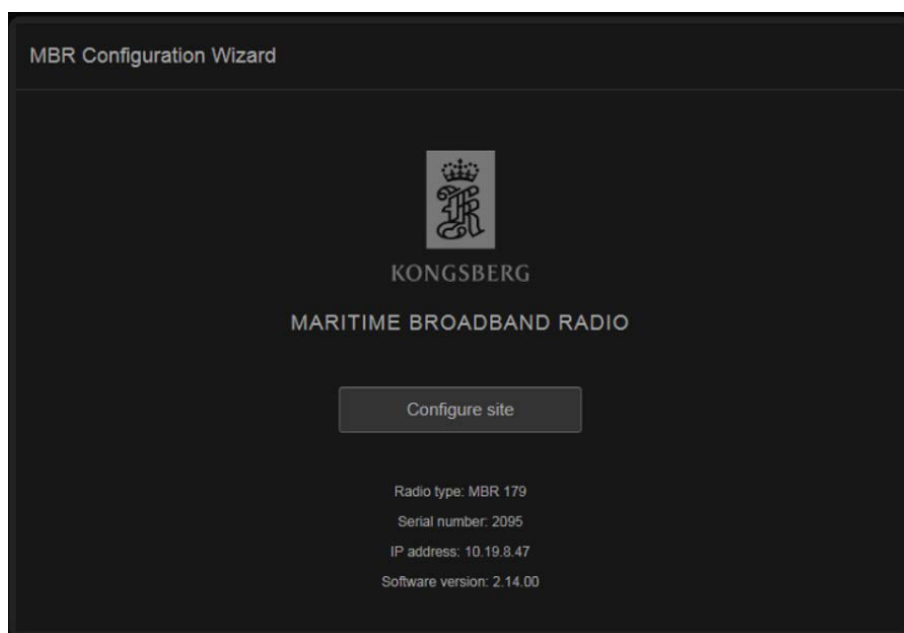 MBR Configuration Wizard
KONGSBERG
MARITIME BROADBAND RADIO
Configure site
Radio type: MBR 179
Serial number: 2095
IP address: 10.19.8.47
Software version: 2.14.00